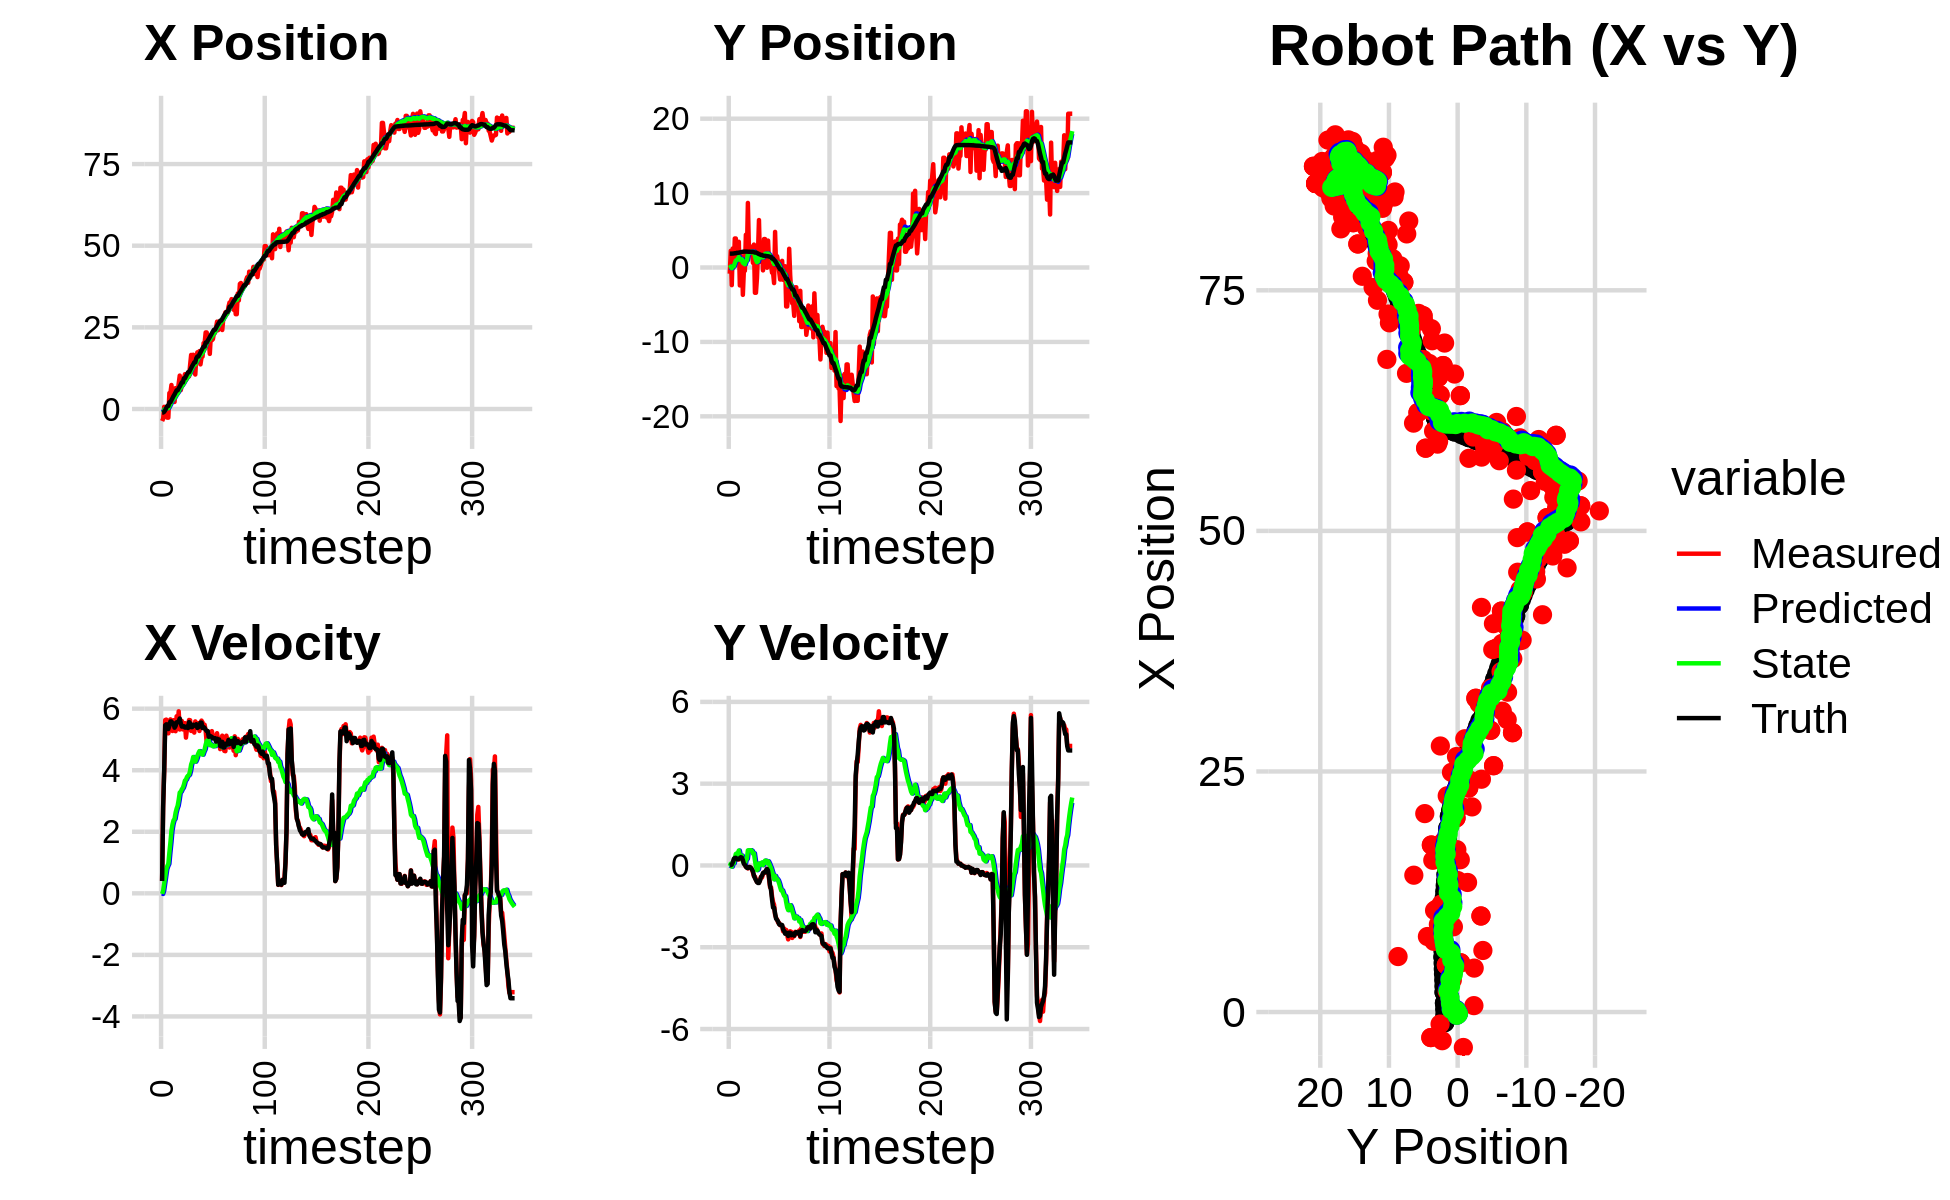 X Position
75
50
25
0
0
100
200
300
timestep
Y Position
20
10
0
-10
-20
0
100
200
300
timestep
X Velocity
6
4
2
0
-2
-4
0
100
200
300
timestep
Y Velocity
6
3
0
-3
-6
0
100
200
300
timestep
Robot Path (X vs Y)
X Position
75
50
25
0
20 10 0 -10 -20
Y Position
variable
Measured
Predicted
State
Truth